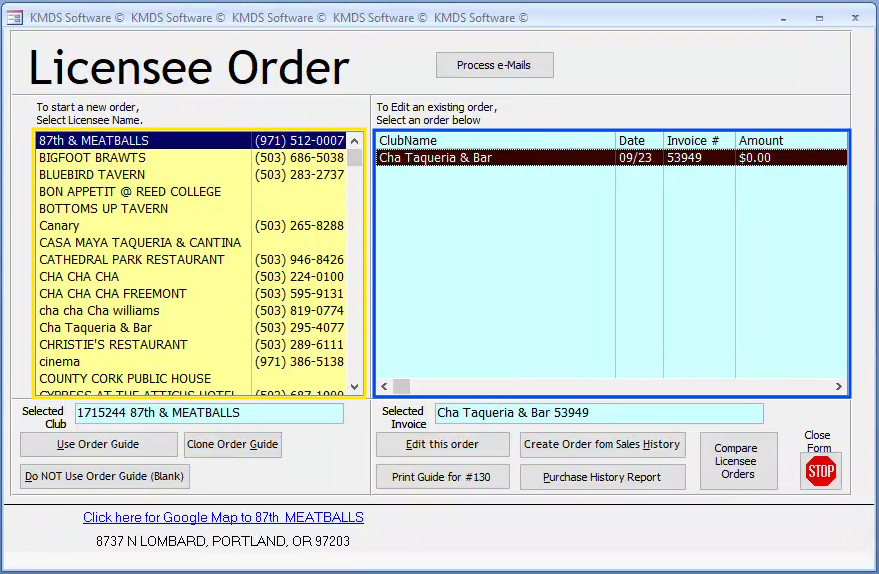 KMDS Software © KMDS Software © KMDS Software © KMDS Software © KMDS Software ©
Licensee Order
Process e-Mails
To start a new order,
Select Licensee Name.
87th & MEATBALLS (971) 512-0007
BIGFOOT BRAWTS (503) 686-5038
BLUEBIRD TAVERN (503) 283-2737
BON APPETIT @ REED COLLEGE
BOTTOMS UP TAVERN
Canary (503) 265-8288
CASA MAYA TAQUERIA & CANTINA
CATHEDRAL PARK RESTAURANT (503) 946-8426
CHA CHA CHA (503) 224-0100
CHA CHA CHA FREEMONT (503) 595-9131
cha cha Cha williams (503) 819-0774
Cha Taqueria & Bar (503) 295-4077
CHRISTIE'S RESTAURANT (503) 289-6111
cinema (971) 386-5138
COUNTY CORK PUBLIC HOUSE
CYPRESS AT THE ATTICUS HOTEL
To Edit an existing order,
Select an order below
ClubName Date Invoice # Amount
Cha Taqueria & Bar 09/23 53949 $0.00
Selected Club 1715244 87th & MEATBALLS
Use Order Guide
Clone Order Guide
Do NOT Use Order Guide (Blank)
Selected Invoice Cha Taqueria & Bar 53949
Edit this order
Create Order fom Sales History
Print Guide for #130
Purchase History Report
Compare
Licensee
Orders
Close
Form
STOP
Click here for Google Map to 87th MEATBALLS
8737 N LOMBARD, PORTLAND, OR 97203